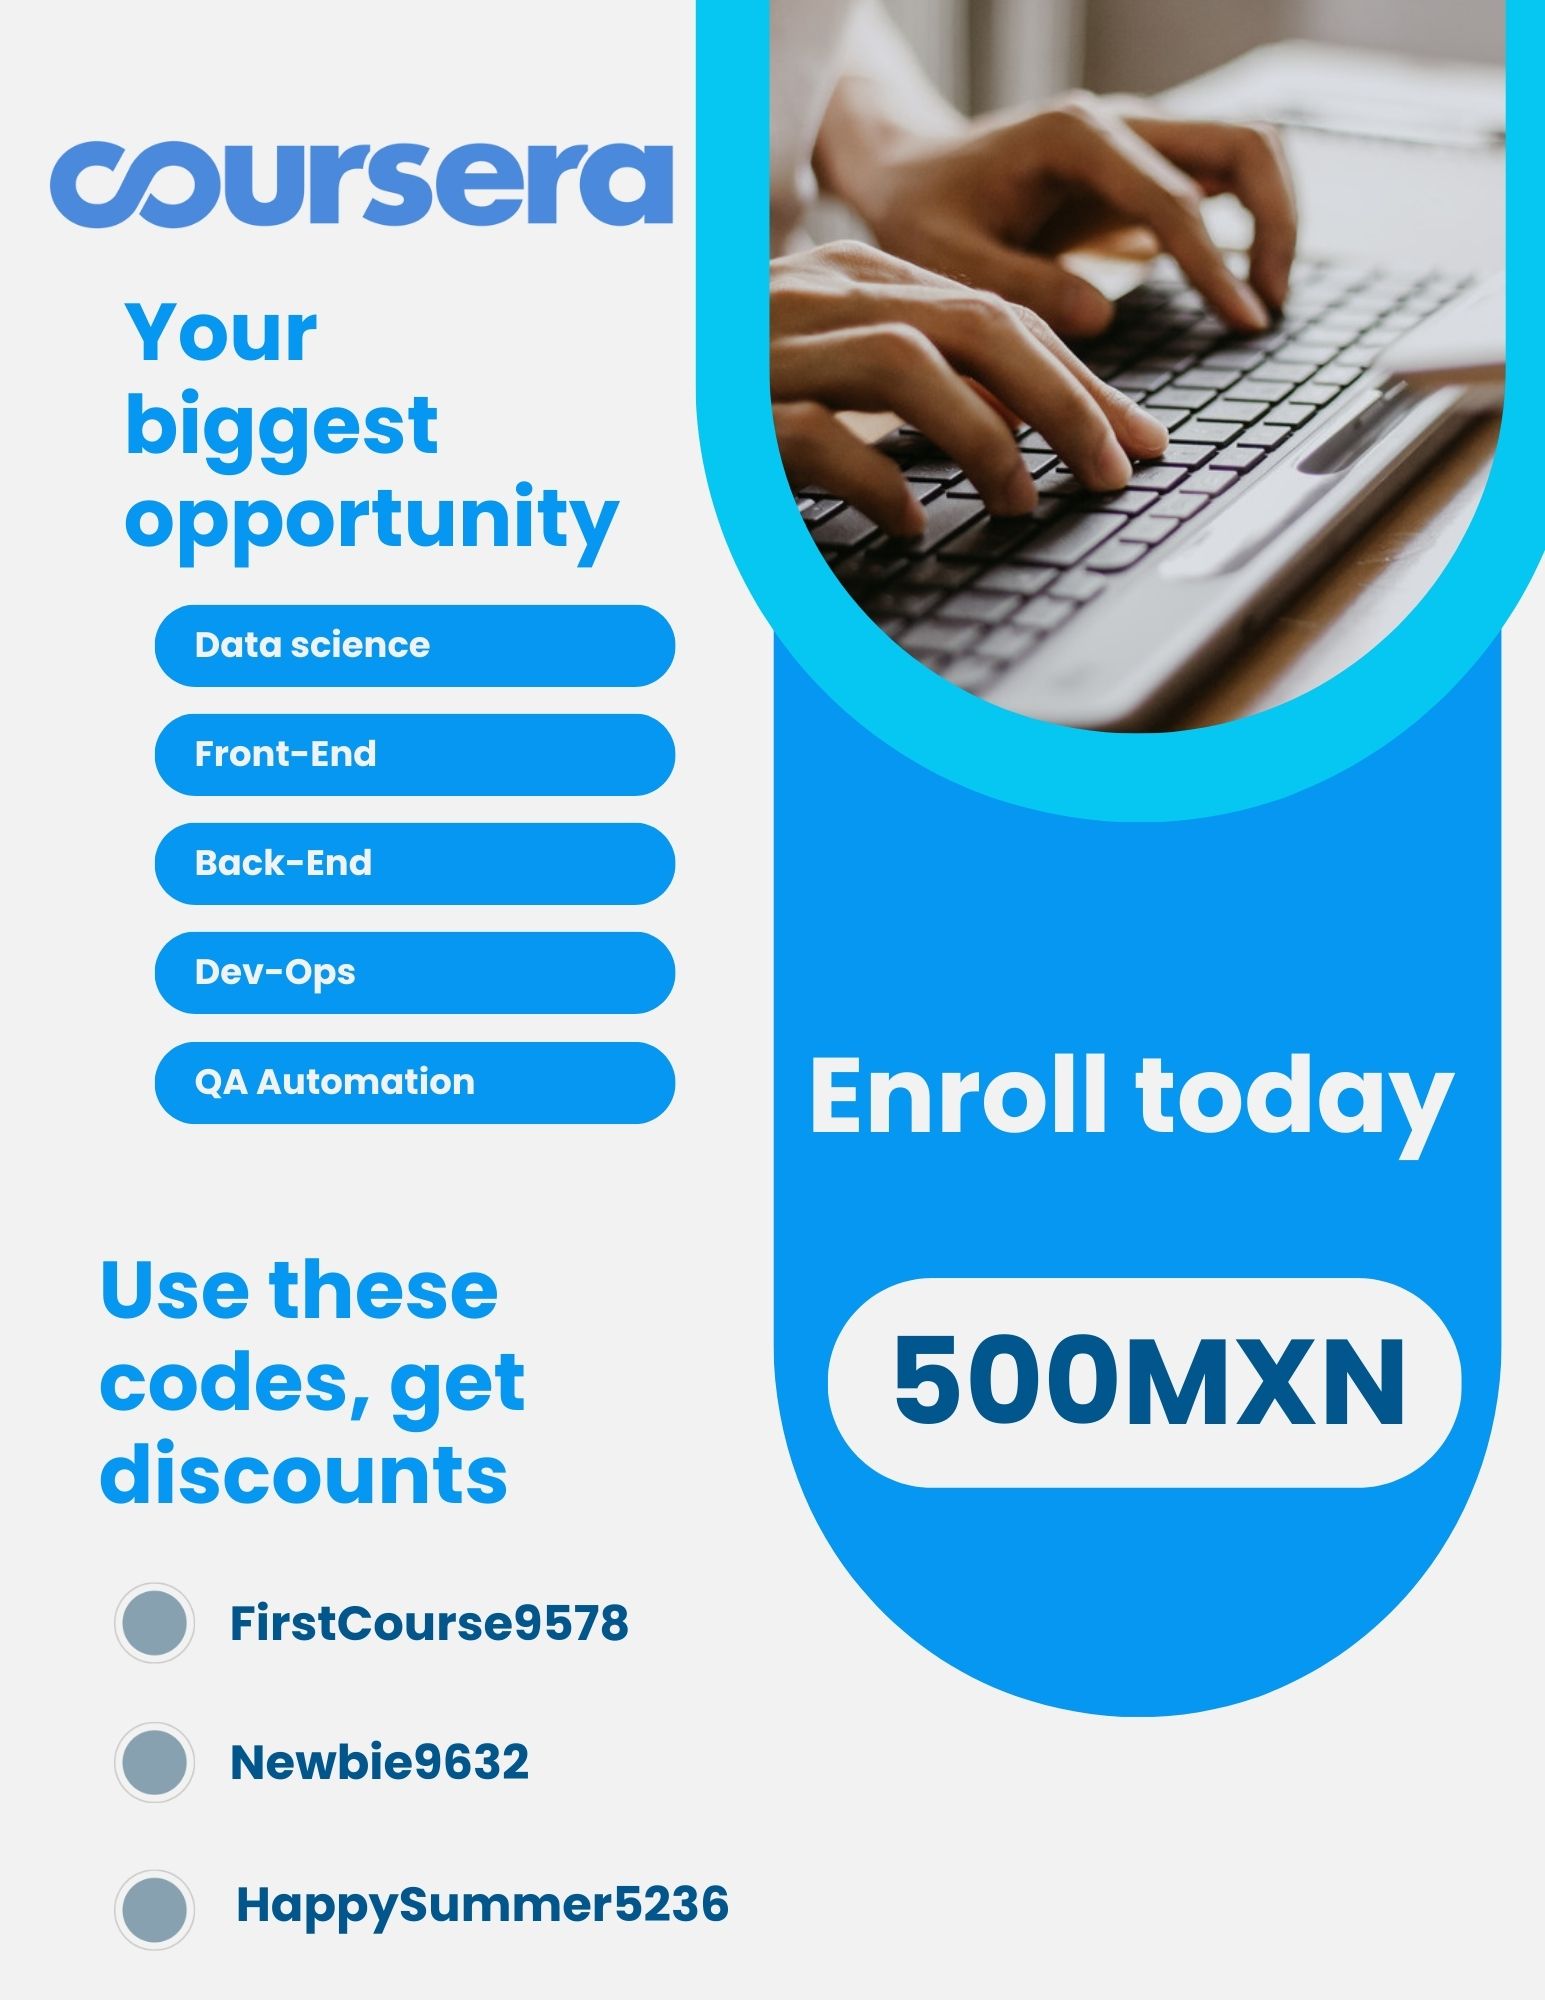 coursera
Your
biggest
opportunity
Data science
Front-End
Back-End
Dev-Ops
QA Automation
Use these
codes, get
discounts
FirstCourse9578
Newbie9632
HappySummer5236
Enroll today
500MXN